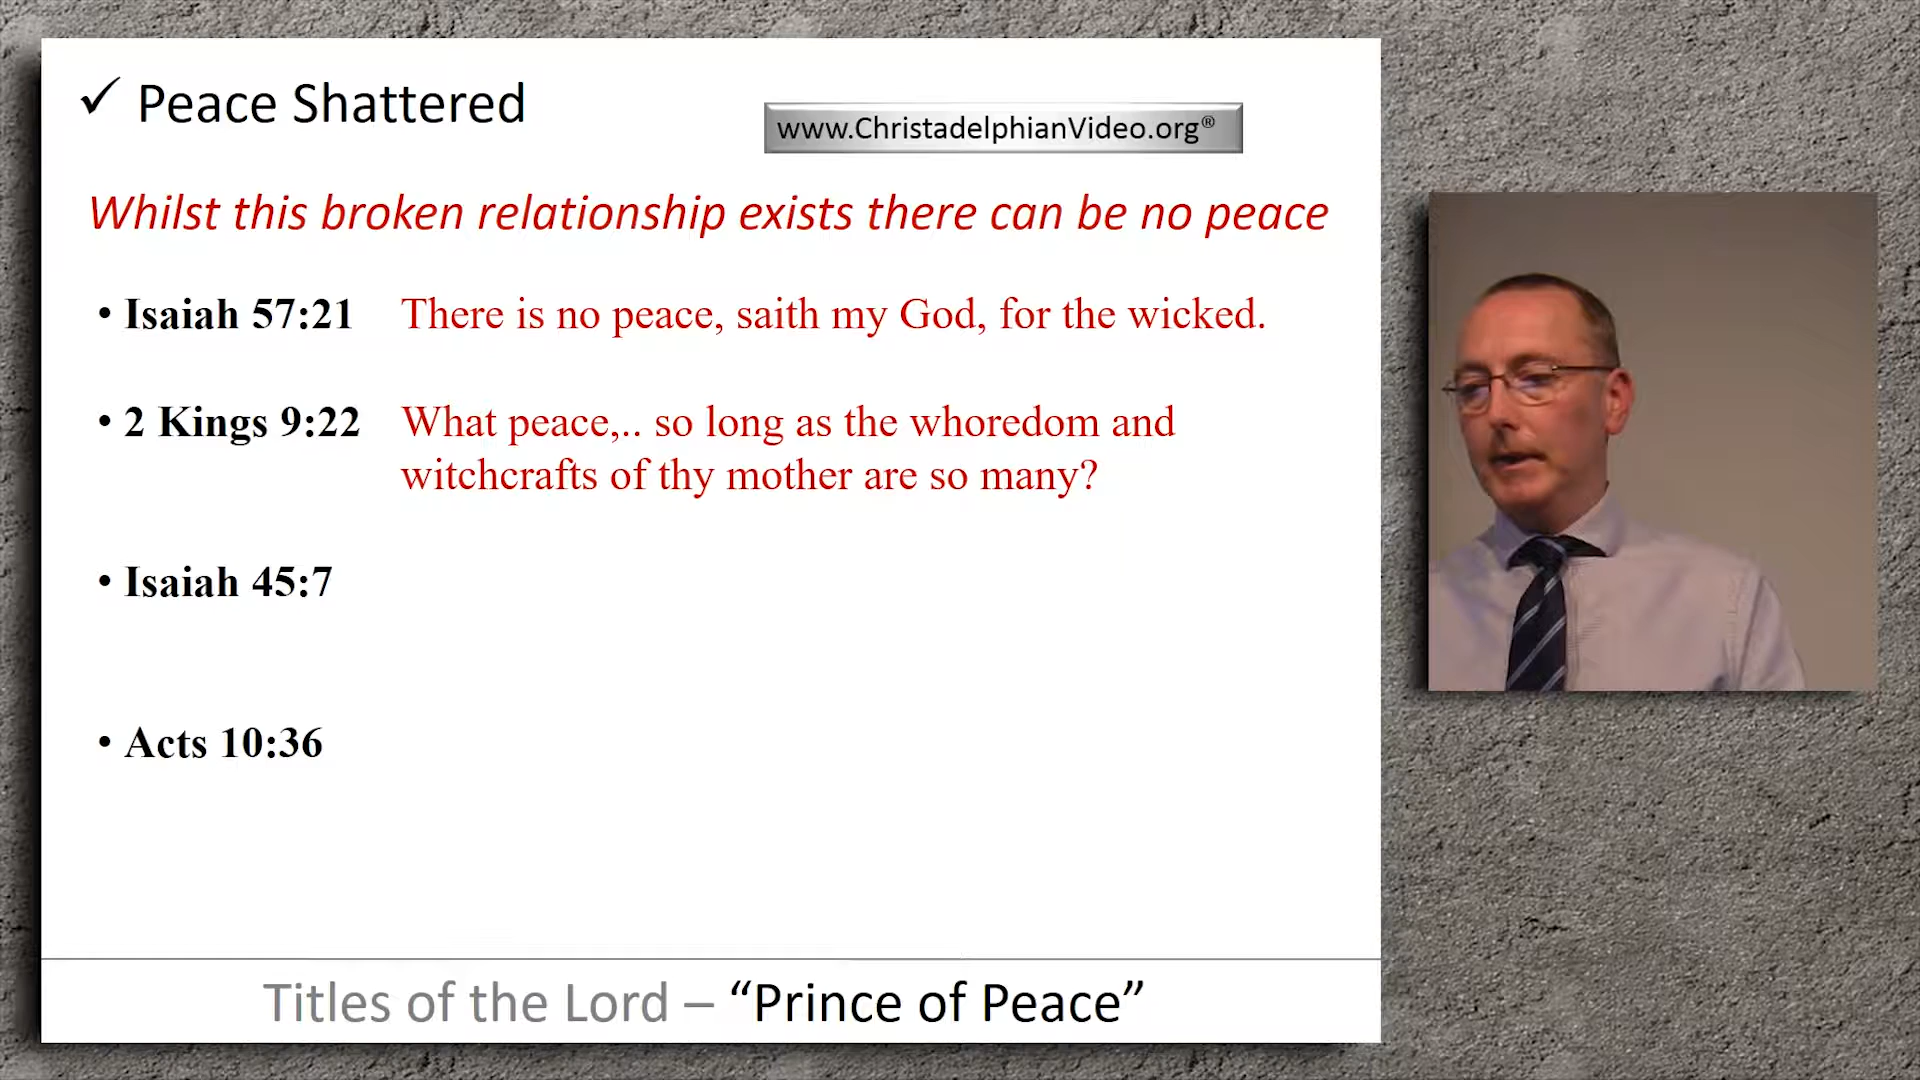 ✓ Peace Shattered
www.ChristadelphianVideo.org®
Whilst this broken relationship exists there can be no peace
• Isaiah 57:21 There is no peace, saith my God, for the wicked.
• 2 Kings 9:22 What peace,.. so long as the whoredom and
witchcrafts of thy mother are so many?
• Isaiah 45:7
• Acts 10:36
Titles of the Lord – “Prince of Peace”